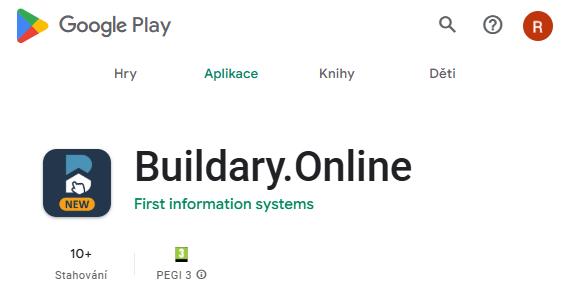 Google Play
R
Hry Aplikace Knihy Děti
NEW
Buildary.Online
First information systems
10+
Stahování
3
PEGI 3